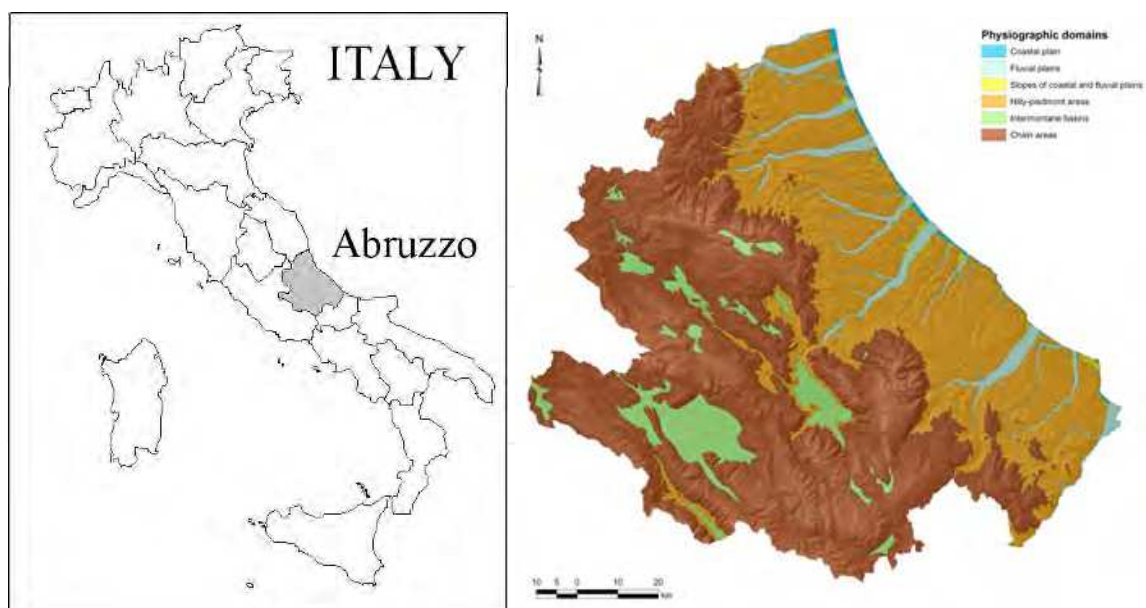 ITALY
Abruzzo
N
Physiographic domains
Coastal plain
Fluvial plains
Slopes of coastal and fluvial plains
Hilly-piedmont areas
Intermontane basins
Chain areas
10 5 0 10 20
km